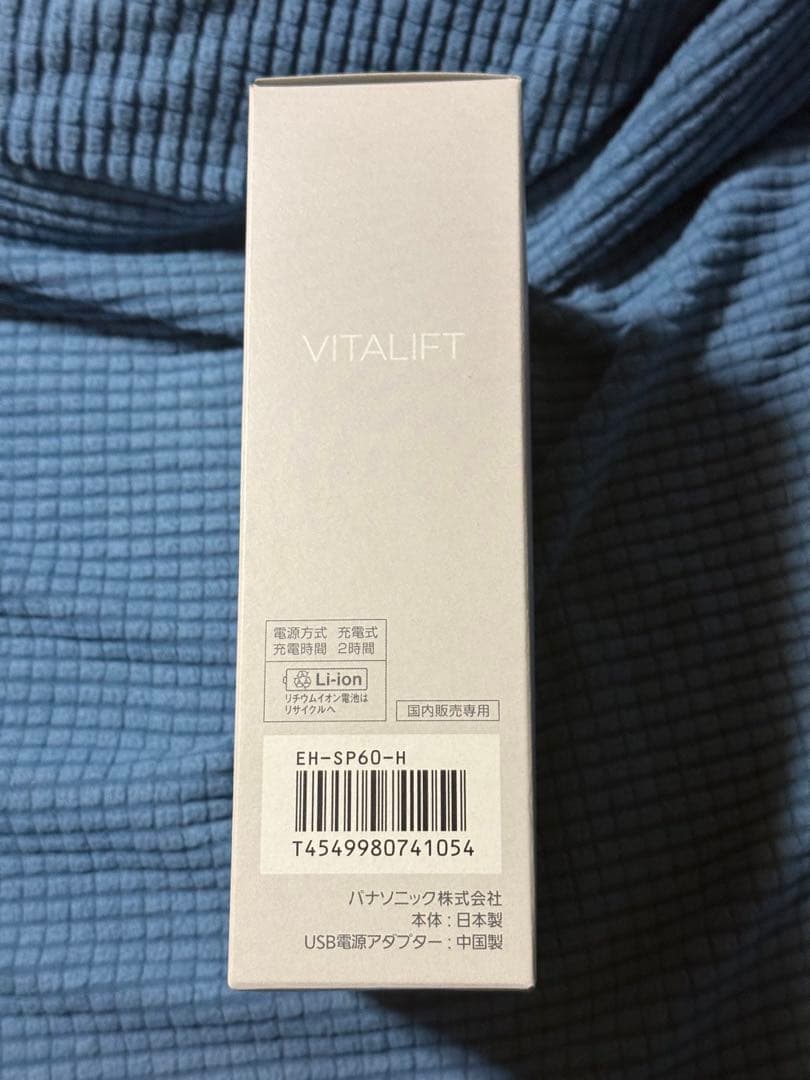 VITALIFT
電源方式 充電式
充電時間 2時間
Li-ion
リチウムイオン電池は
リサイクルへ
国内販売専用
EH-SP60-H
T4549980741054
パナソニック株式会社
本体:日本製
USB電源アダプター:中国製